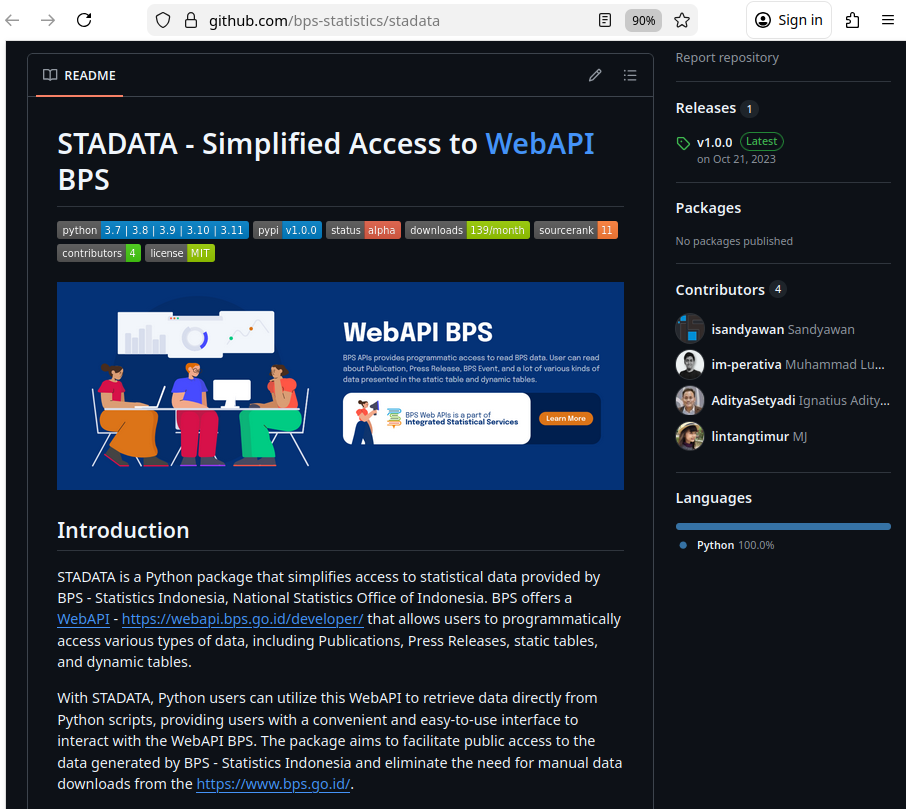 github.com/bps-statistics/stadata
90%
Sign in
README
STADATA - Simplified Access to WebAPI
BPS
python 3.7 | 3.8 | 3.9 | 3.10 | 3.11 pypi v1.0.0 status alpha downloads 139/month sourcerank 11
contributors 4 license MIT
WebAPI BPS
BPS APIs provides programmatic access to read BPS data. User can read
about Publication, Press Release, BPS Event, and a lot of various kinds of
data presented in the static table and dynamic tables.
BPS Web APIs is a part of
Integrated Statistical Services
Learn More
Introduction
STADATA is a Python package that simplifies access to statistical data provided by
BPS - Statistics Indonesia, National Statistics Office of Indonesia. BPS offers a
WebAPI - https://webapi.bps.go.id/developer/ that allows users to programmatically
access various types of data, including Publications, Press Releases, static tables,
and dynamic tables.
With STADATA, Python users can utilize this WebAPI to retrieve data directly from
Python scripts, providing users with a convenient and easy-to-use interface to
interact with the WebAPI BPS. The package aims to facilitate public access to the
data generated by BPS - Statistics Indonesia and eliminate the need for manual data
downloads from the https://www.bps.go.id/.
Report repository
Releases 1
v1.0.0 Latest
on Oct 21, 2023
Packages
No packages published
Contributors 4
isandyawan Sandyawan
im-perativa Muhammad Lu...
AdityaSetyadi Ignatius Adity...
lintangtimur MJ
Languages
Python 100.0%